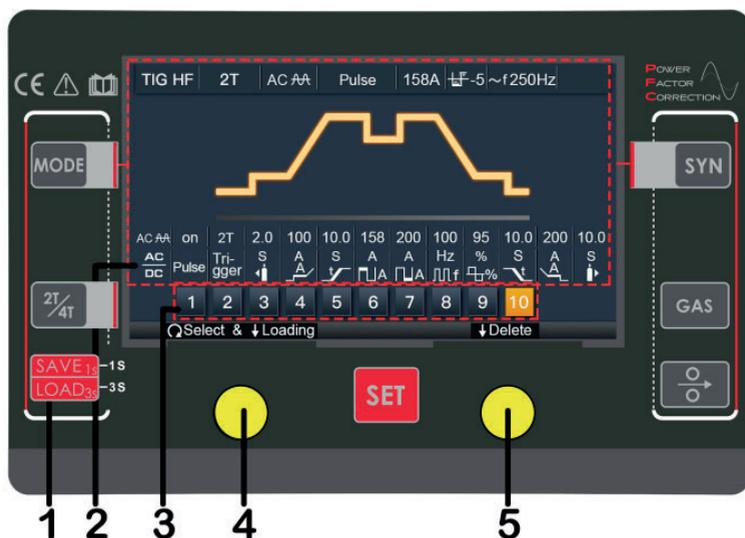 TIG HF 2T AC Pulse 158A -5 ~f 250Hz
CE
POWER
FACTOR
CORRECTION
MODE
SYN
AC on 2T 2.0 100 10.0 158 200 100 95 10.0 200 10.0
AC S A S A A Hz % S A S
DC Pulse Tri- A t A A f % t A
gger
1 2 3 4 5 6 7 8 9 10
2T/4T
GAS
Select & ↓Loading ↓Delete
SAVE 1s -1S
LOAD 3s -3S
SET
1 2 3 4 5